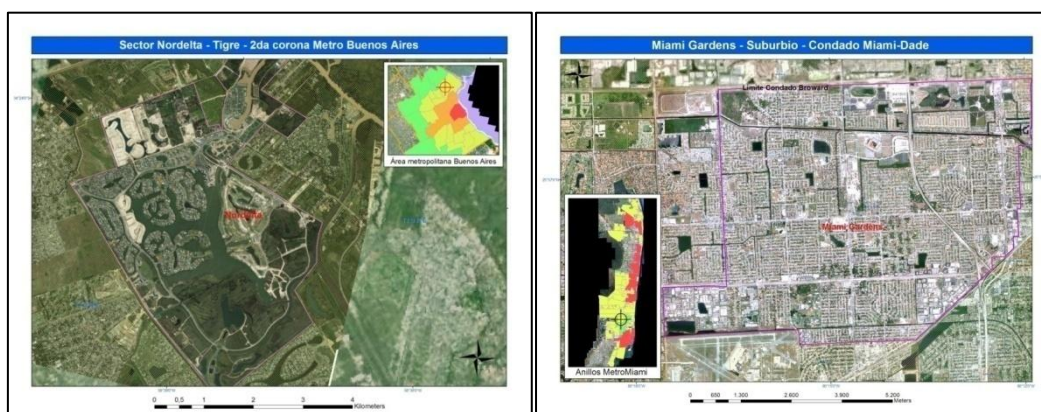 Sector Nordelta - Tigre - 2da corona Metro Buenos Aires
Área metropolitana Buenos Aires
Nordelta
0 0,5 1 2 3 4
Kilometers
Miami Gardens - Suburbio - Condado Miami-Dade
Limite Condado Broward
Miami Gardens
Anillos MetroMiami
0 650 1.300 2.600 3.900 5.200
Meters